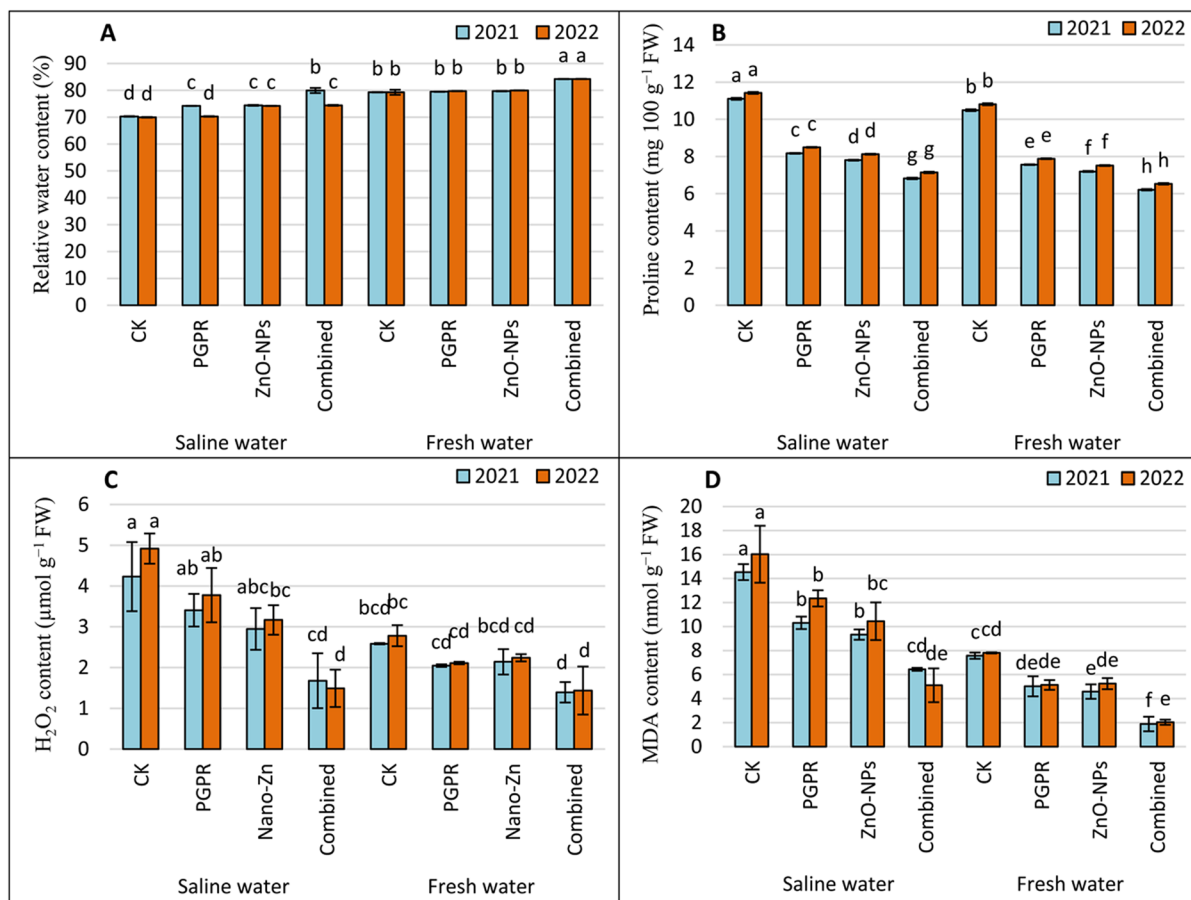 A
2021 2022
Relative water content (%)
90
80
70
60
50
40
30
20
10
0
d d c d c c b c b b b b b b a a
CK PGPR ZnO-NPs Combined CK PGPR ZnO-NPs Combined
Saline water Fresh water
B
2021 2022
Proline content (mg 100 g⁻¹ FW)
14
12
10
8
6
4
2
0
a a c c d d g g b b e e f f h h
CK PGPR ZnO-NPs Combined CK PGPR ZnO-NPs Combined
Saline water Fresh water
C
2021 2022
H₂O₂ content (µmol g⁻¹ FW)
6
5
4
3
2
1
0
a a ab ab abc bc cd d bcd bc cd cd bcd cd d d
CK PGPR Nano-Zn Combined CK PGPR Nano-Zn Combined
Saline water Fresh water
D
2021 2022
MDA content (nmol g⁻¹ FW)
20
18
16
14
12
10
8
6
4
2
0
a a b b b bc cd de c cd de de e de f e
CK PGPR ZnO-NPs Combined CK PGPR ZnO-NPs Combined
Saline water Fresh water